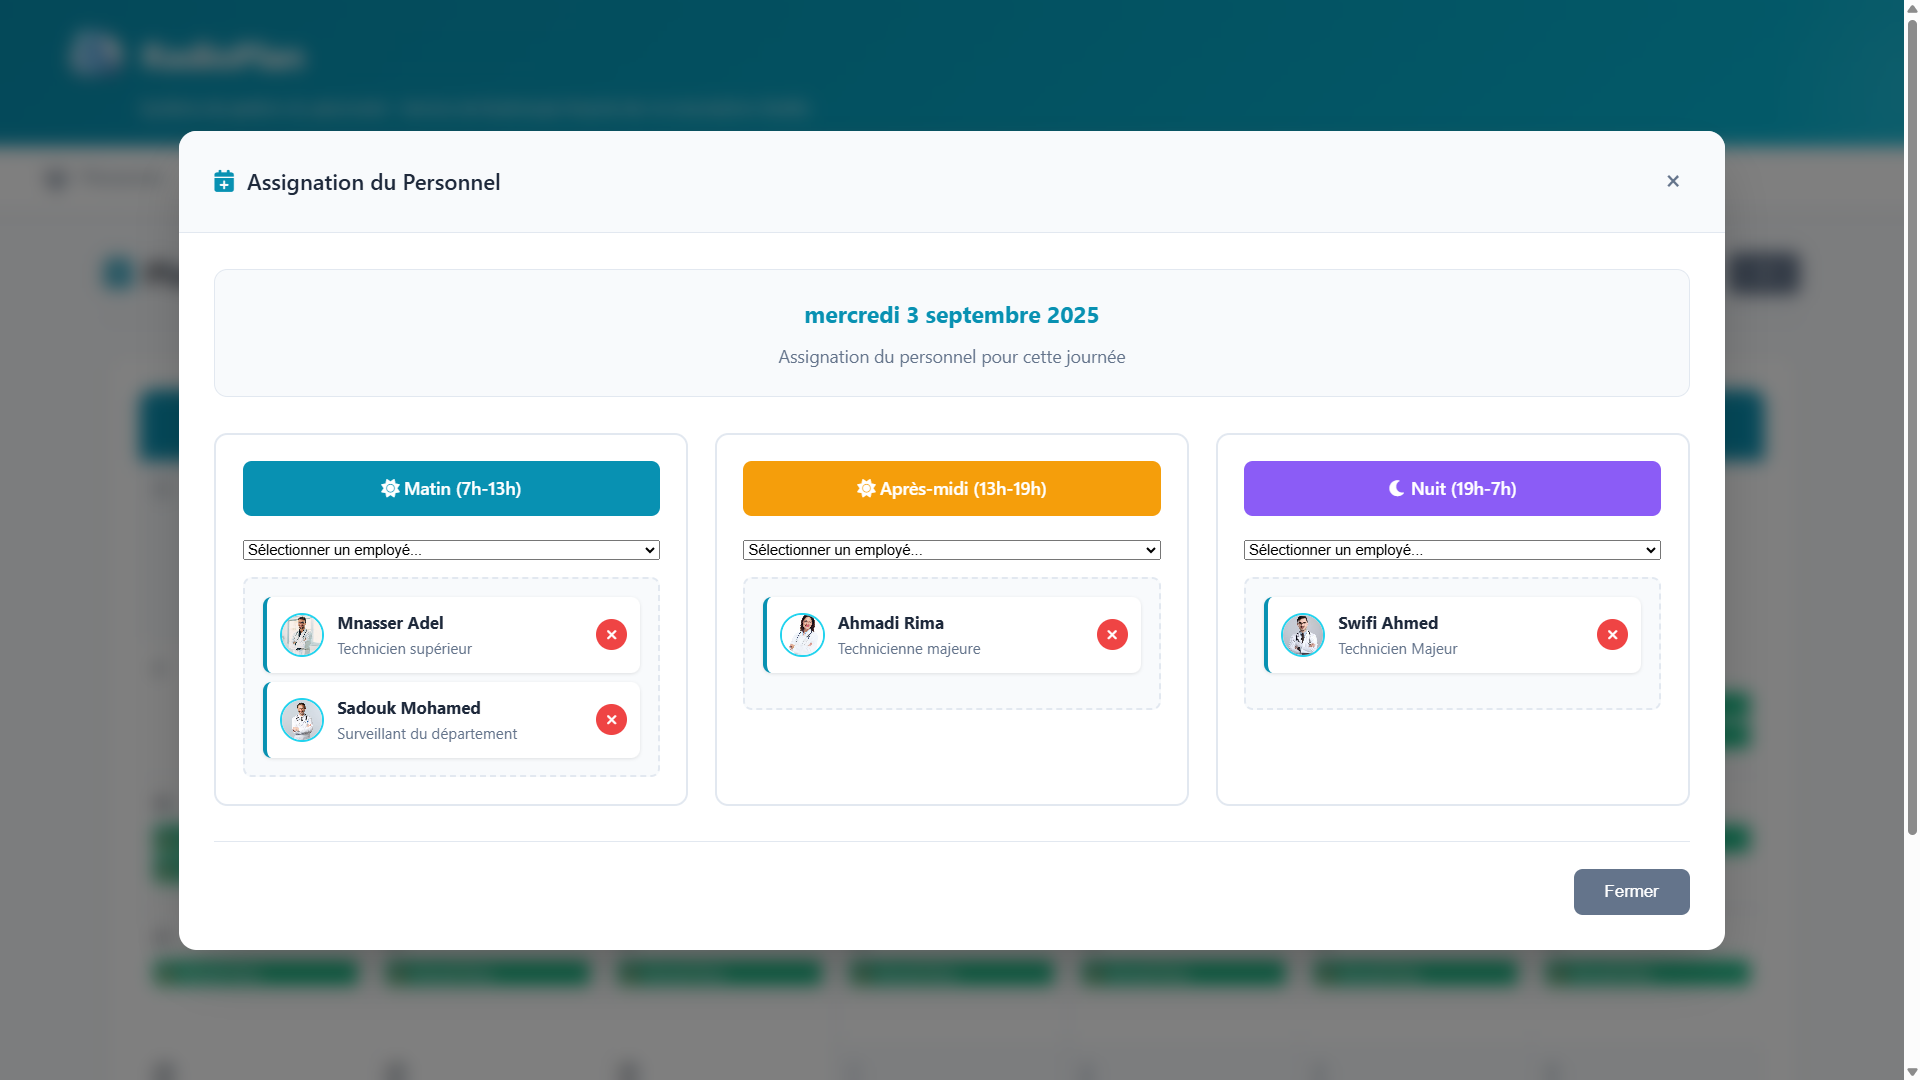 RadioPlan
Assignation du Personnel
mercredi 3 septembre 2025
Assignation du personnel pour cette journée
Matin (7h-13h)
Sélectionner un employé...
Mnasser Adel
Technicien supérieur
Sadouk Mohamed
Surveillant du département
Après-midi (13h-19h)
Sélectionner un employé...
Ahmadi Rima
Technicienne majeure
Nuit (19h-7h)
Sélectionner un employé...
Swifi Ahmed
Technicien Majeur
Fermer